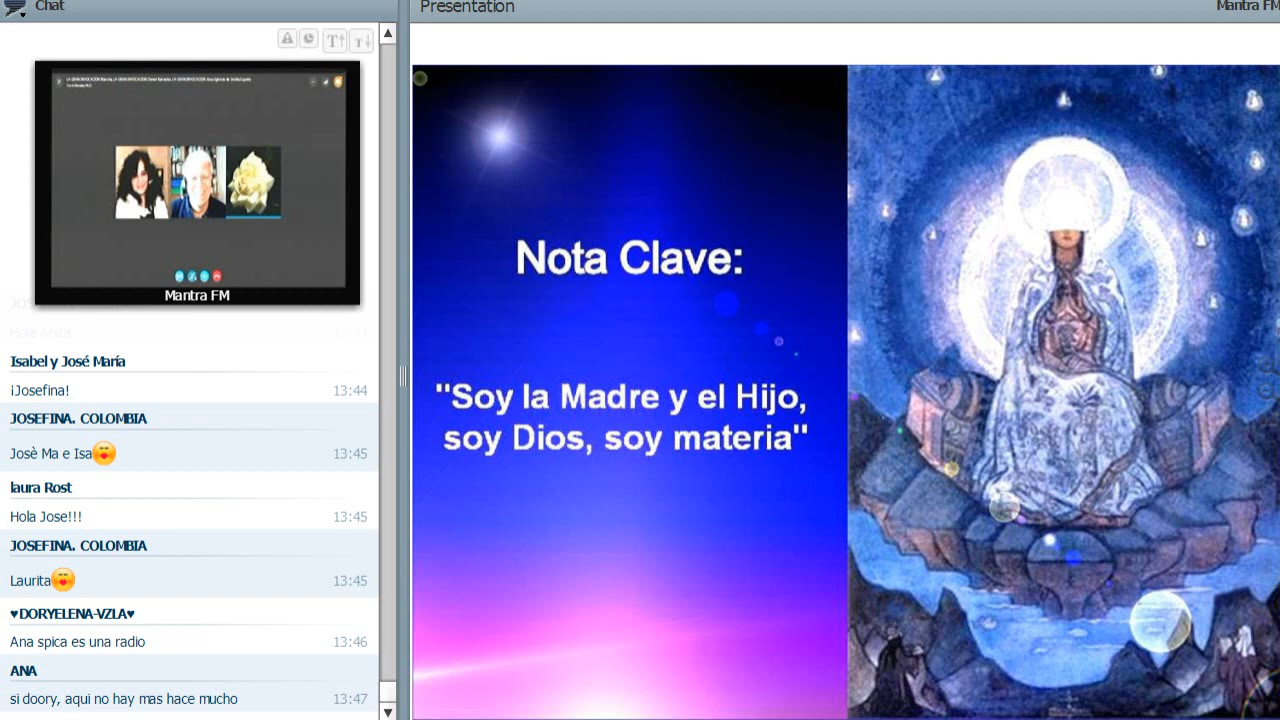 Chat
Mantra FM
Hola Anita
Isabel y José María
¡Josefina! 13:44
JOSEFINA. COLOMBIA
Josè Ma e Isa 13:45
laura Rost
Hola Jose!!! 13:45
JOSEFINA. COLOMBIA
Laurita 13:45
♥DORYELENA-VZLA♥
Ana spica es una radio 13:46
ANA
si doory, aqui no hay mas hace mucho 13:47
Presentation
Mantra FM
Nota Clave:
"Soy la Madre y el Hijo,
soy Dios, soy materia"